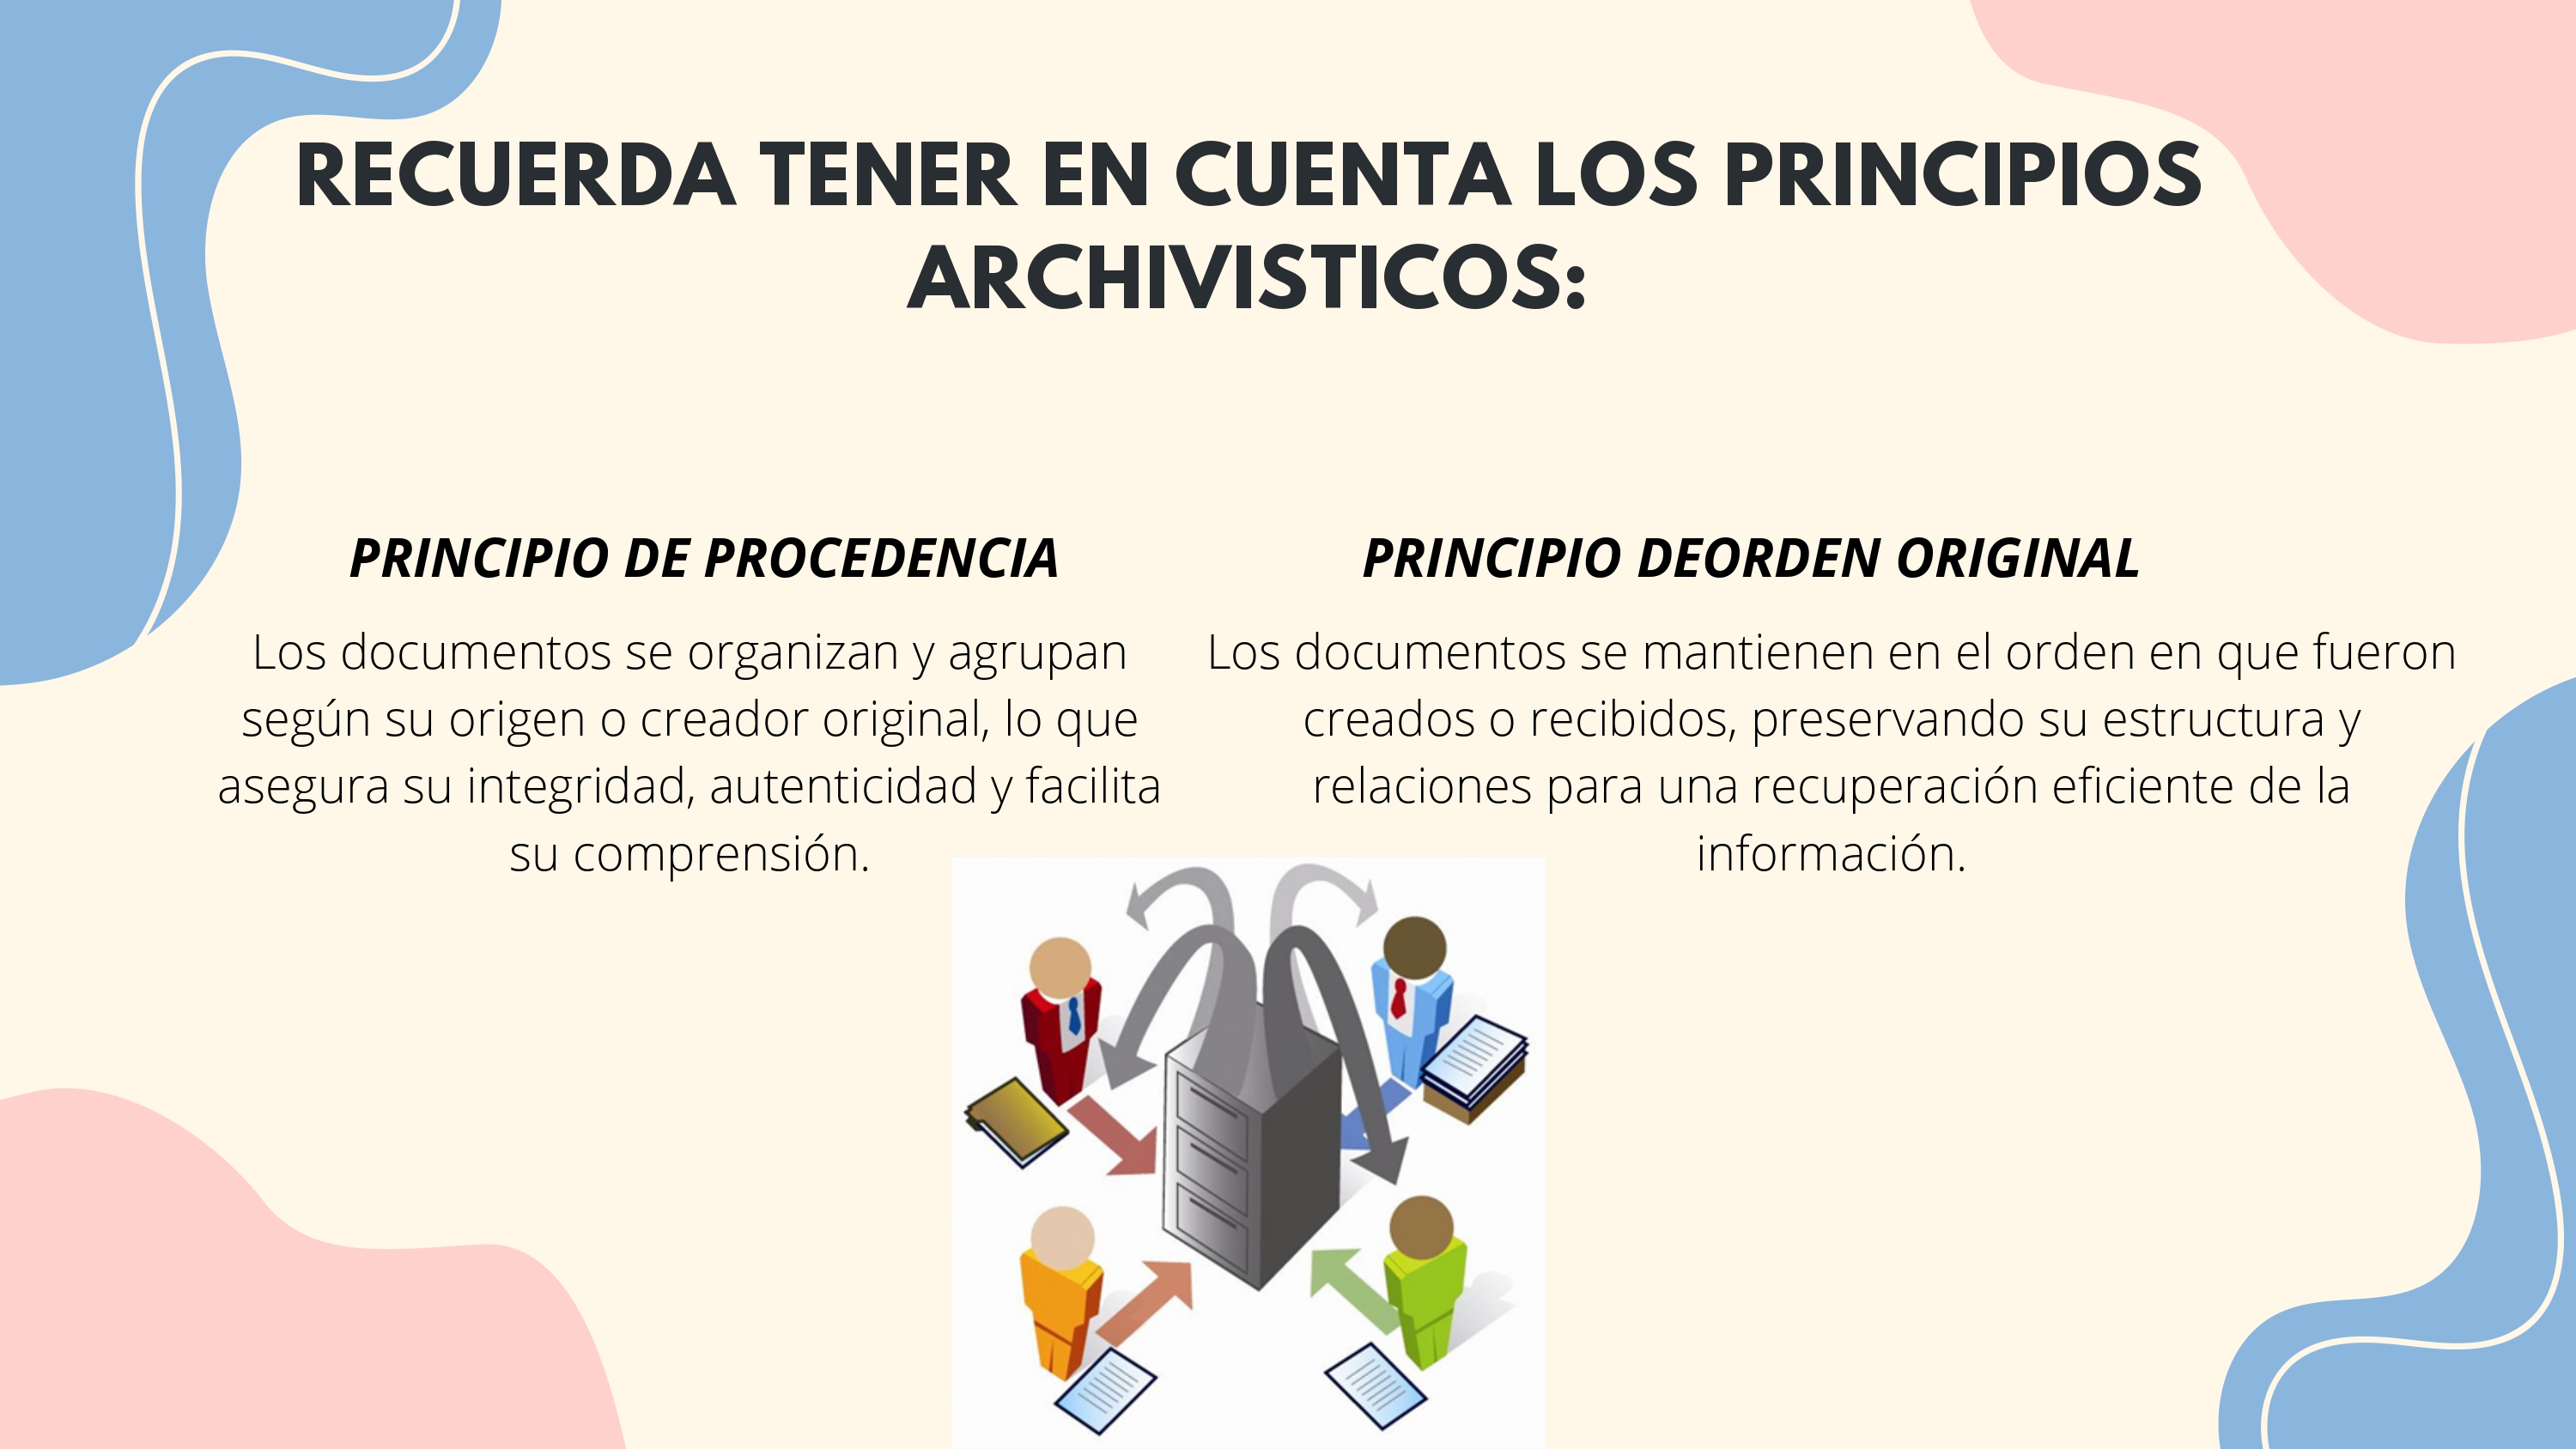 RECUERDA TENER EN CUENTA LOS PRINCIPIOS
ARCHIVISTICOS:
PRINCIPIO DE PROCEDENCIA
Los documentos se organizan y agrupan
según su origen o creador original, lo que
asegura su integridad, autenticidad y facilita
su comprensión.
PRINCIPIO DEORDEN ORIGINAL
Los documentos se mantienen en el orden en que fueron
creados o recibidos, preservando su estructura y
relaciones para una recuperación eficiente de la
información.